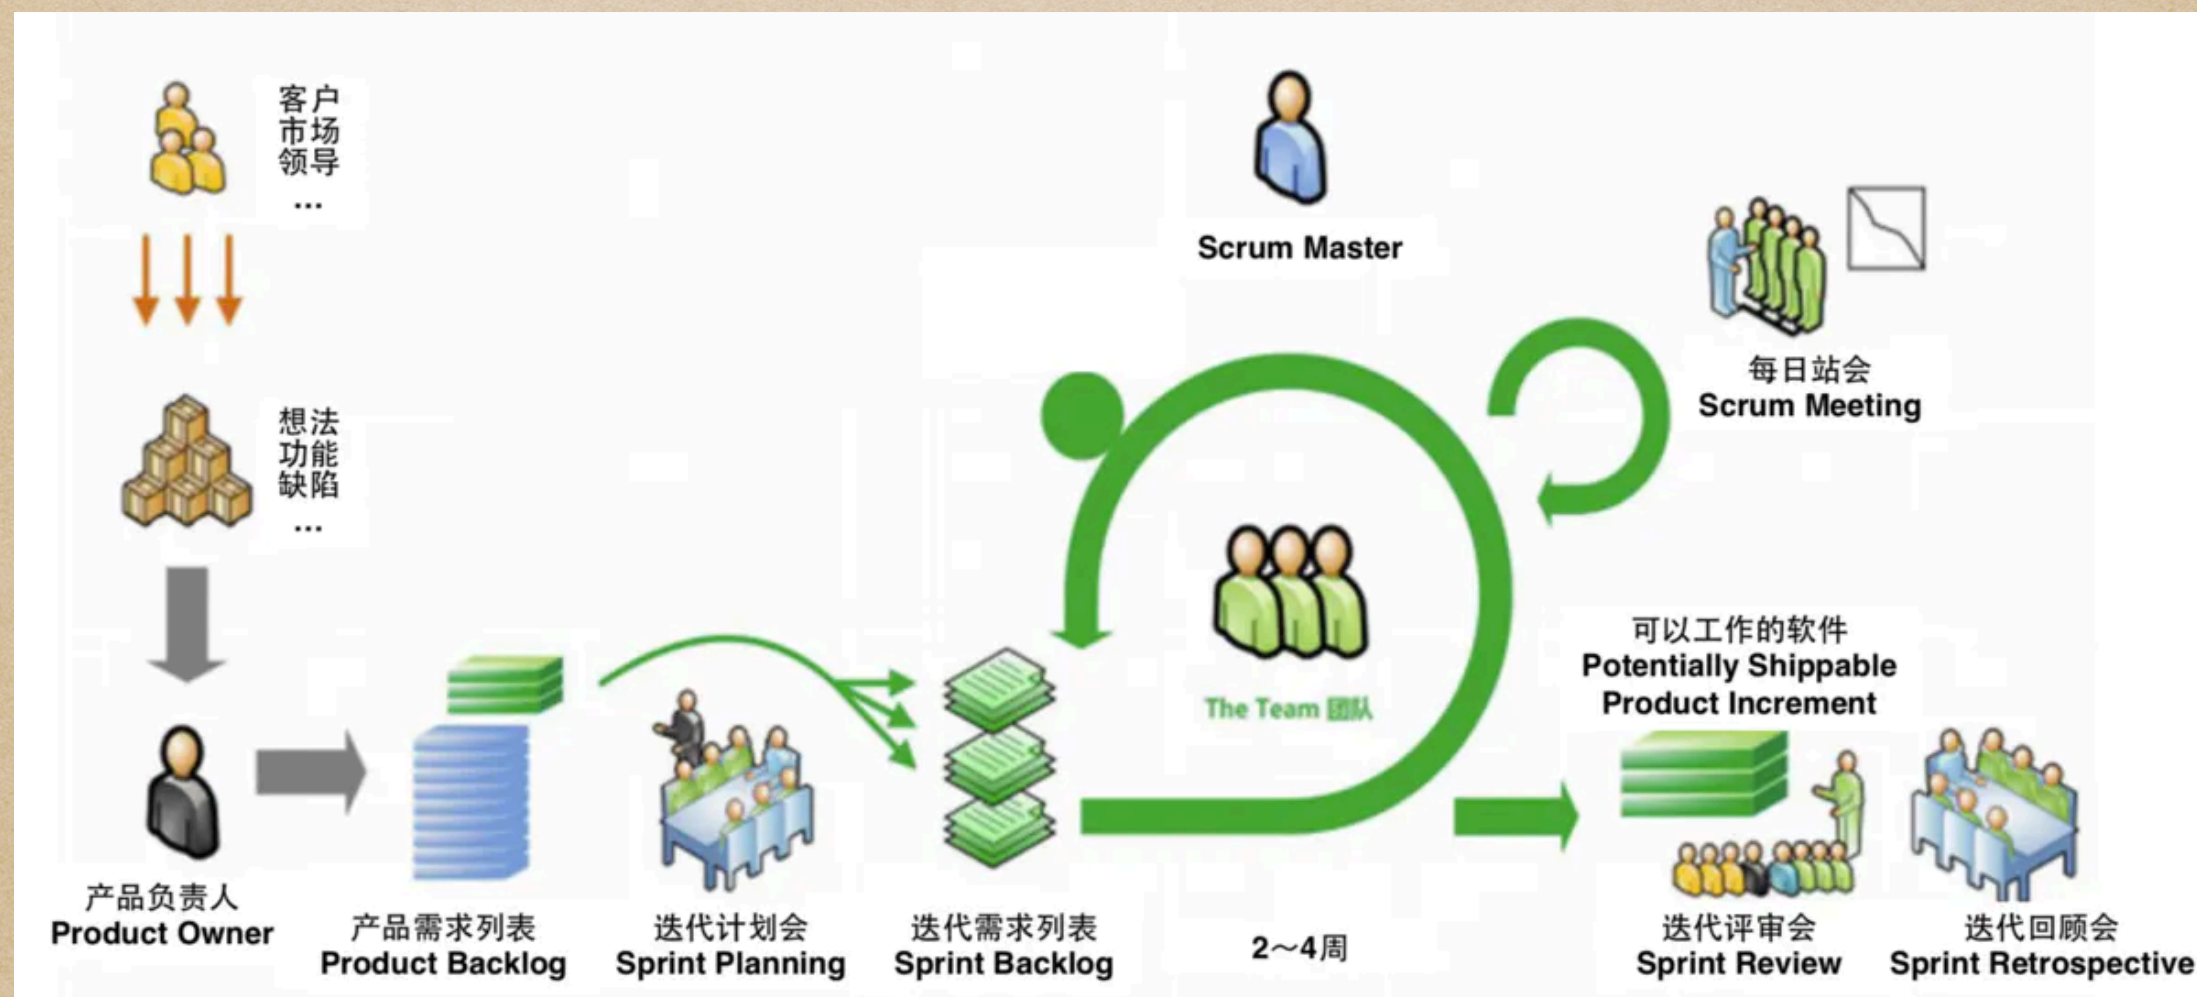 客户
市场
领导
...
想法
功能
缺陷
...
产品负责人
Product Owner
产品需求列表
Product Backlog
迭代计划会
Sprint Planning
迭代需求列表
Sprint Backlog
Scrum Master
The Team 团队
2～4周
每日站会
Scrum Meeting
可以工作的软件
Potentially Shippable
Product Increment
迭代评审会
Sprint Review
迭代回顾会
Sprint Retrospective